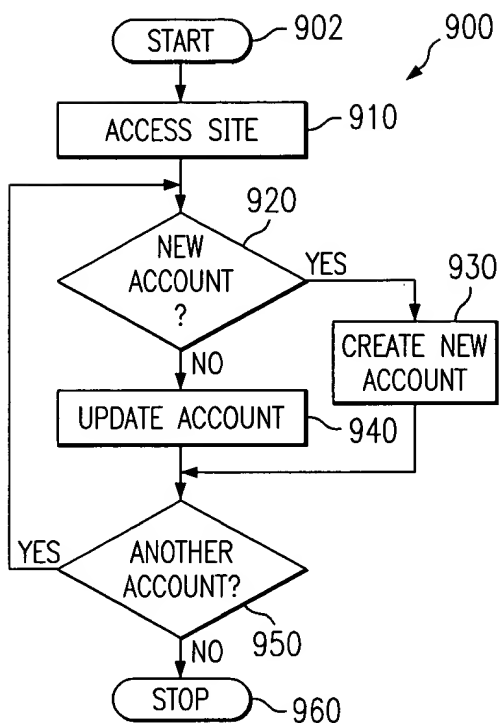 START
902
900
ACCESS SITE
910
920
NEW
ACCOUNT
?
YES
930
CREATE NEW
ACCOUNT
NO
UPDATE ACCOUNT
940
YES
ANOTHER
ACCOUNT?
950
NO
STOP
960